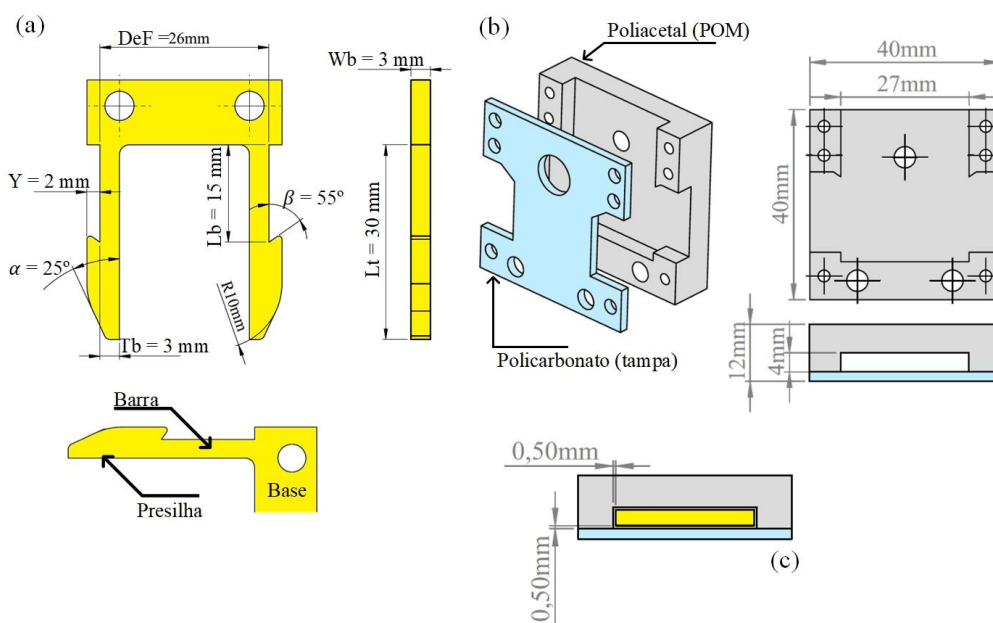 (a)
DeF =26mm
Wb = 3 mm
Y = 2 mm
Lb = 15 mm
β = 55º
Lt = 30 mm
α = 25º
R10mm
Tb = 3 mm
Barra
Presilha
Base
(b)
Poliacetal (POM)
Policarbonato (tampa)
40mm
27mm
40mm
12mm
4mm
0,50mm
0,50mm
(c)